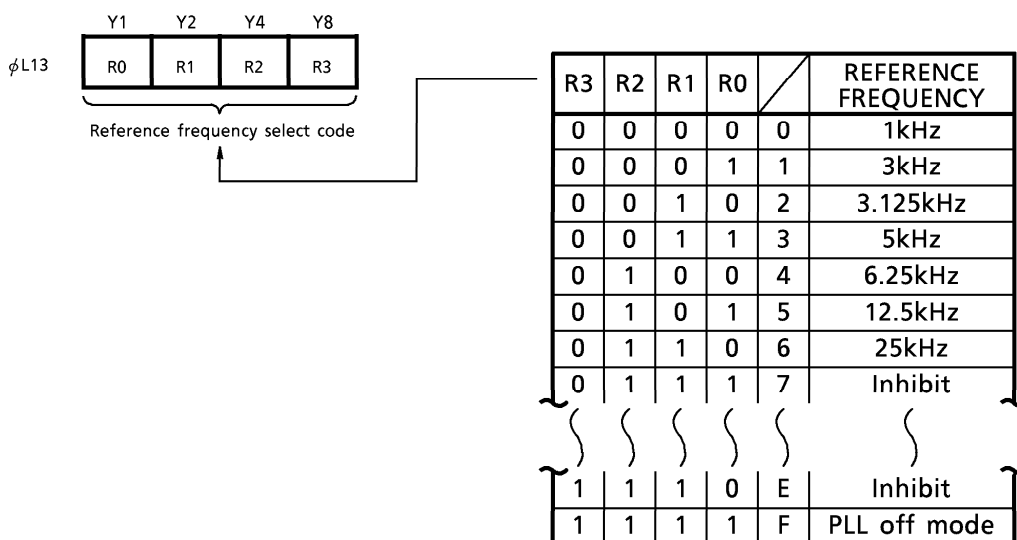 Y1 Y2 Y4 Y8
ϕL13 R0 R1 R2 R3
Reference frequency select code
R3 R2 R1 R0 REFERENCE FREQUENCY
0 0 0 0 0 1kHz
0 0 0 1 1 3kHz
0 0 1 0 2 3.125kHz
0 0 1 1 3 5kHz
0 1 0 0 4 6.25kHz
0 1 0 1 5 12.5kHz
0 1 1 0 6 25kHz
0 1 1 1 7 Inhibit
1 1 1 0 E Inhibit
1 1 1 1 F PLL off mode